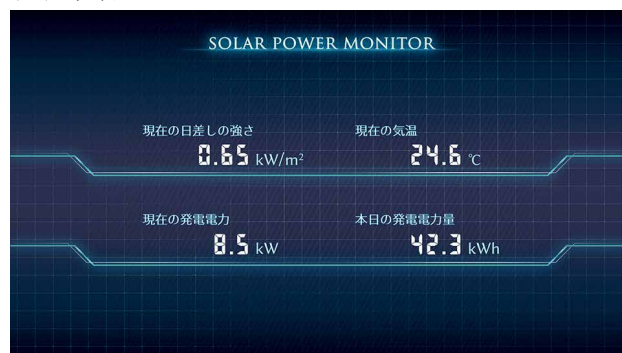 SOLAR POWER MONITOR
現在の日差しの強さ
0.65 kW/m²
現在の気温
24.6 ℃
現在の発電電力
8.5 kW
本日の発電電力量
42.3 kWh